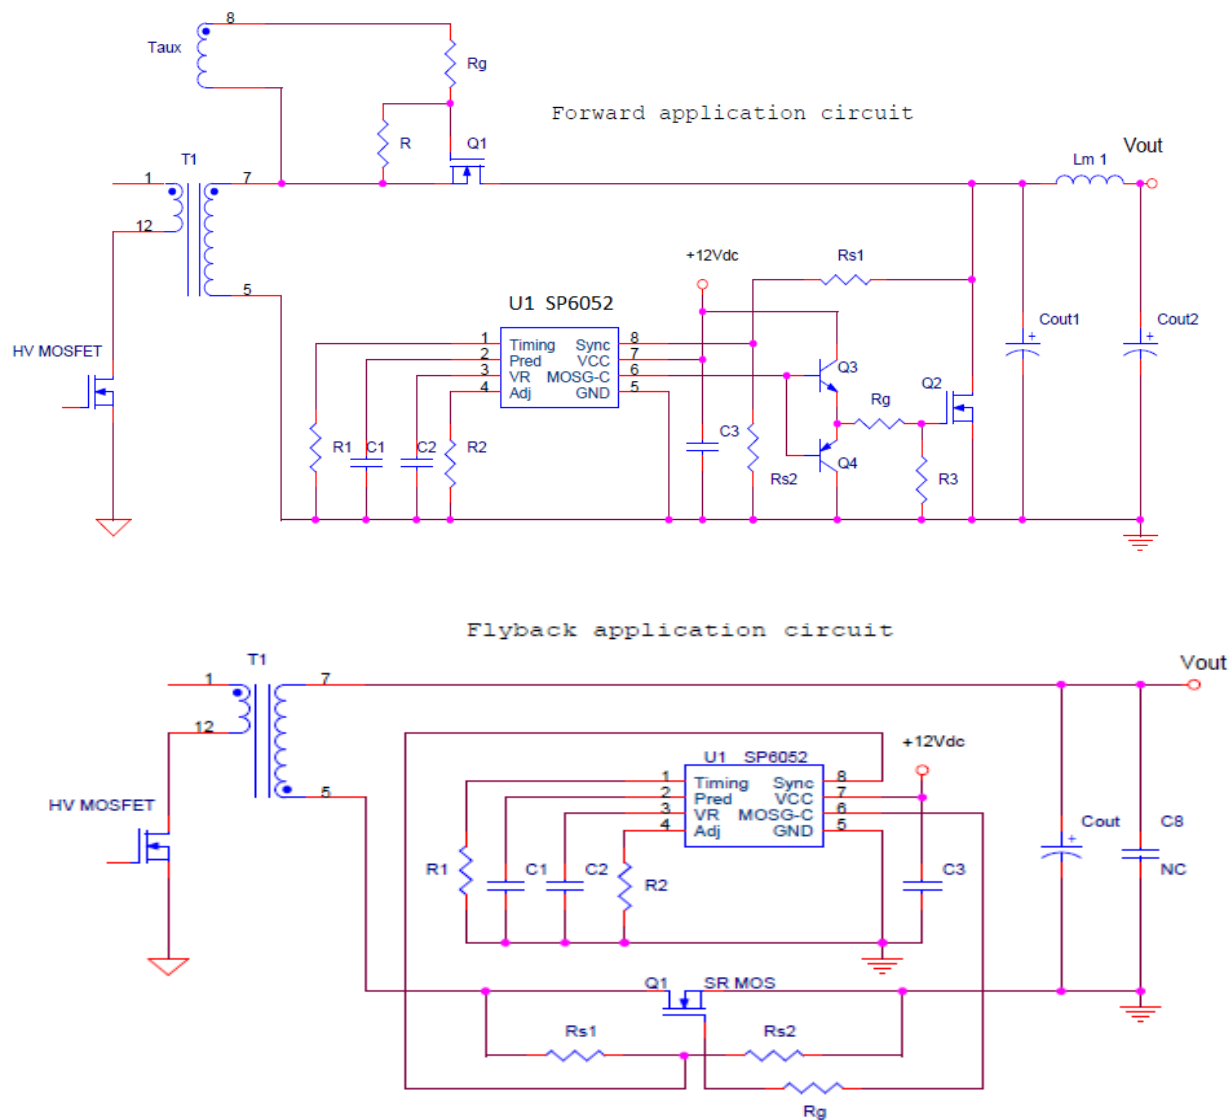 8
Taux
Rg
Forward application circuit
R
Q1
T1
Vout
Lm 1
1
7
12
5
+12Vdc
Rs1
U1 SP6052
HV MOSFET
1 Timing Sync 8
2 Pred VCC 7
3 VR MOSG-C 6
4 Adj GND 5
Cout1
Cout2
Q3
Q2
Rg
R1
C1
C2
R2
C3
Rs2
Q4
R3
Flyback application circuit
T1
Vout
1
7
12
5
+12Vdc
U1 SP6052
HV MOSFET
1 Timing Sync 8
2 Pred VCC 7
3 VR MOSG-C 6
4 Adj GND 5
Cout
C8
NC
R1
C1
C2
R2
C3
Q1
SR MOS
Rs1
Rs2
Rg